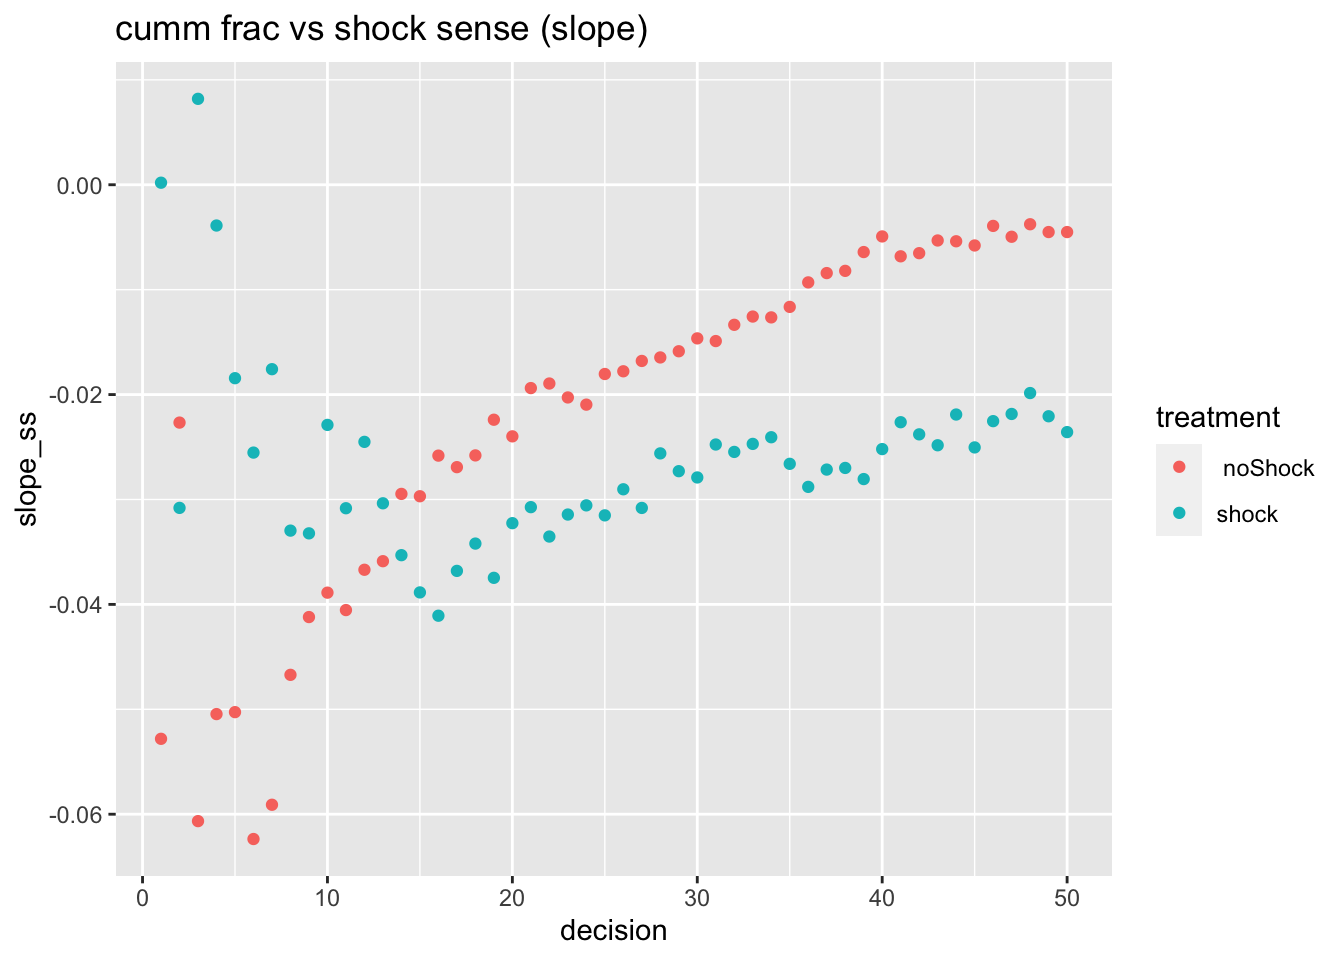 cumm frac vs shock sense (slope)
slope_ss
0.00
-0.02
-0.04
-0.06
0 10 20 30 40 50
decision
treatment
noShock
shock